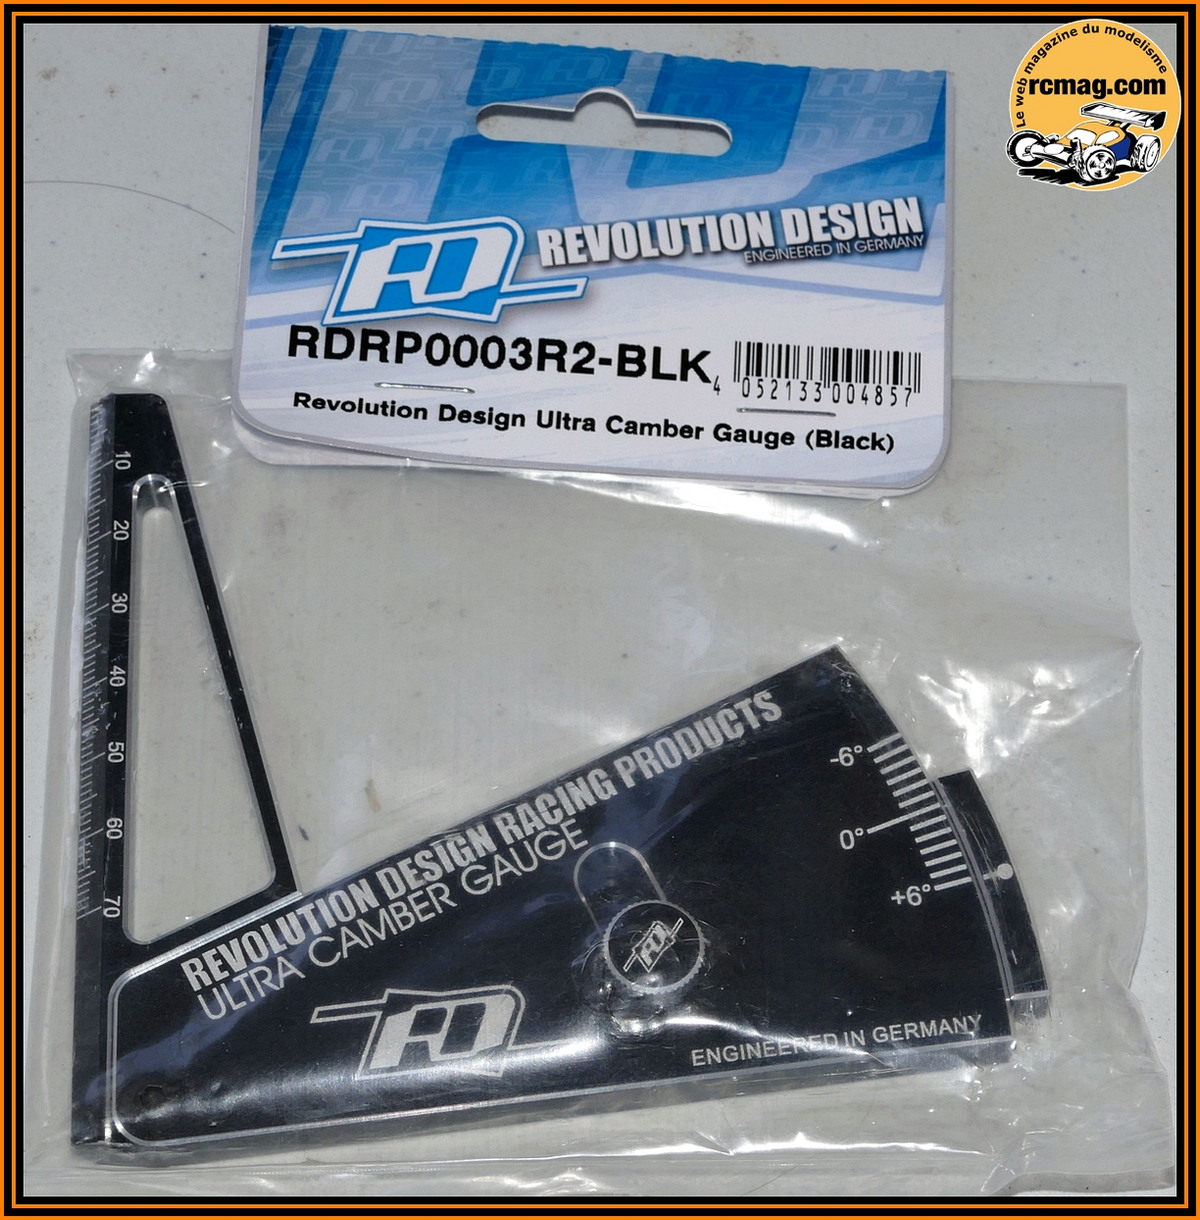 Le web magazine du modelisme
rcmag.com
REVOLUTION DESIGN
ENGINEERED IN GERMANY
RDRP0003R2-BLK
4 052133 004857
Revolution Design Ultra Camber Gauge (Black)
10
20
30
40
50
60
70
REVOLUTION DESIGN RACING PRODUCTS
ULTRA CAMBER GAUGE
-6°
0°
+6°
ENGINEERED IN GERMANY